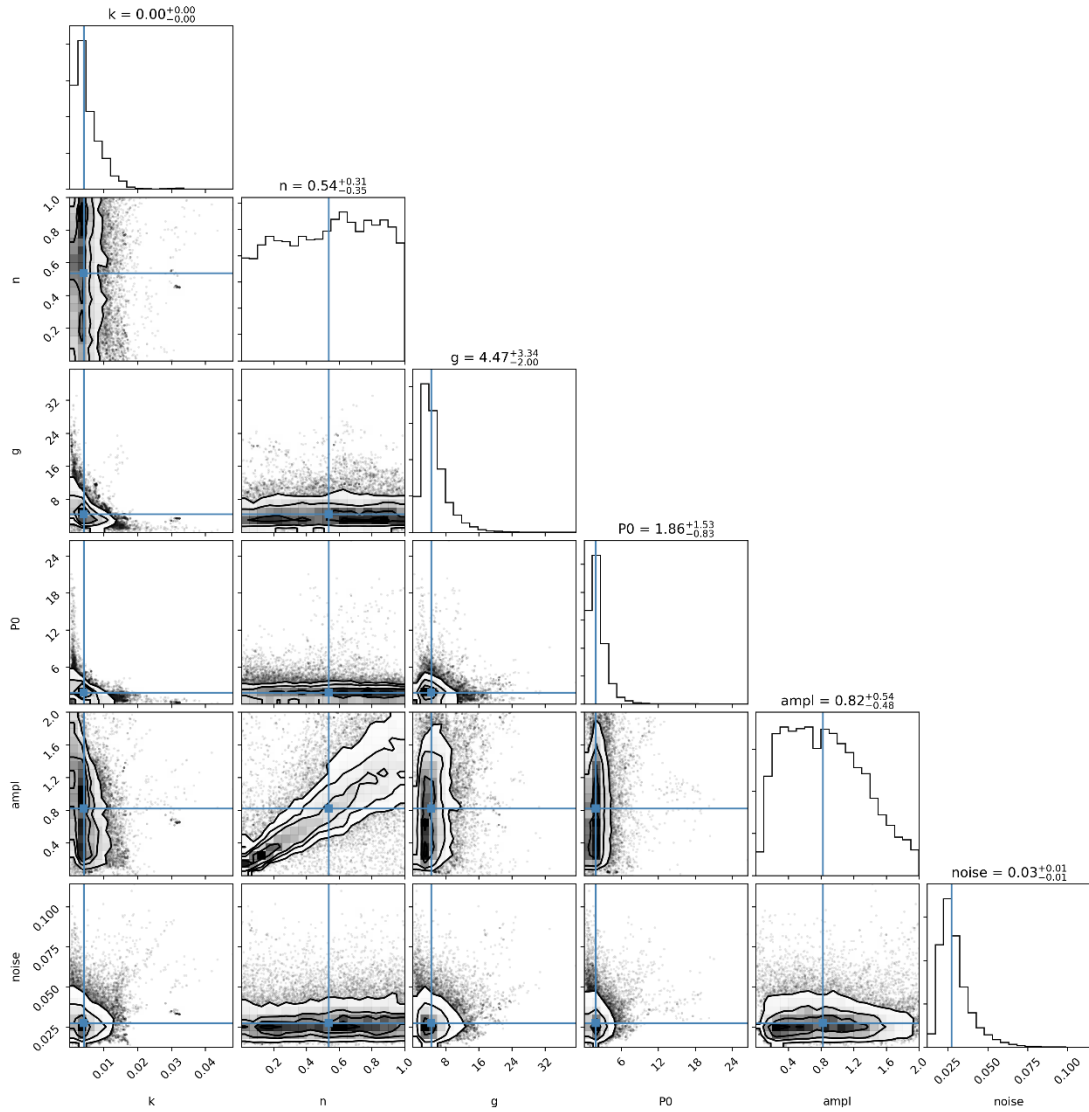 k = 0.00+0.00−0.00
n = 0.54+0.31−0.35
1.0
0.8
0.6
0.4
0.2
n
g = 4.47+3.34−2.00
32
24
16
8
g
P0 = 1.86+1.53−0.83
24
18
12
6
P0
ampl = 0.82+0.54−0.48
2.0
1.6
1.2
0.8
0.4
ampl
noise = 0.03+0.01−0.01
0.100
0.075
0.050
0.025
noise
0.01 0.02 0.03 0.04 0.2 0.4 0.6 0.8 1.0 8 16 24 32 6 12 18 24 0.4 0.8 1.2 1.6 2.0 0.025 0.050 0.075 0.100
k n g P0 ampl noise